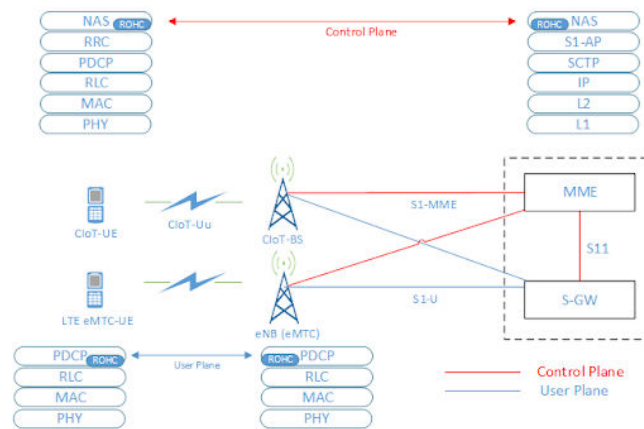 NAS ROHC
RRC
PDCP
RLC
MAC
PHY
Control Plane
ROHC NAS
S1-AP
SCTP
IP
L2
L1
CIoT-UE
CIoT-Uu
CIoT-BS
S1-MME
MME
S11
LTE eMTC-UE
eNB (eMTC)
S1-U
S-GW
PDCP ROHC
RLC
MAC
PHY
User Plane
ROHC PDCP
RLC
MAC
PHY
Control Plane
User Plane